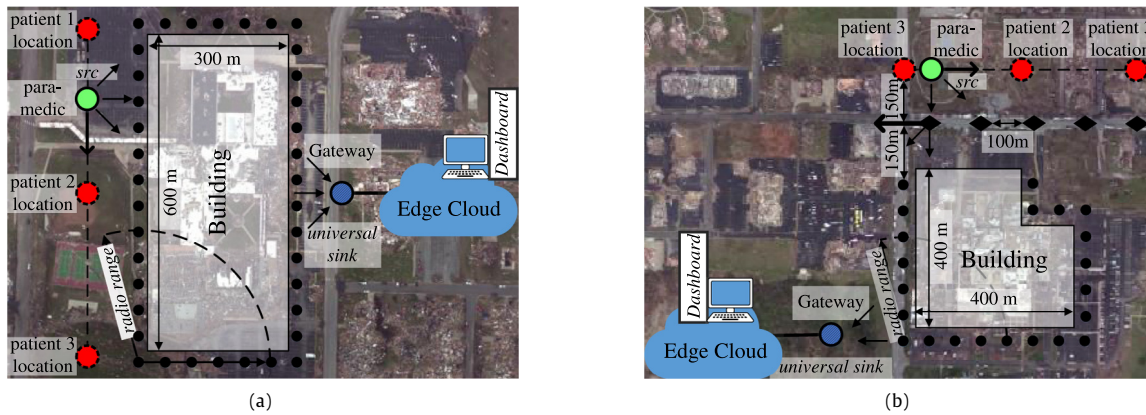 patient 1
location
src
para-
medic
patient 2
location
patient 3
location
radio range
300 m
600 m
Building
Gateway
universal
sink
Dashboard
Edge Cloud
(a)
patient 3
location
para-
medic
patient 2
location
patient
location
src
150m
150m
100m
400 m
Building
400 m
radio range
Dashboard
Gateway
Edge Cloud
universal sink
(b)